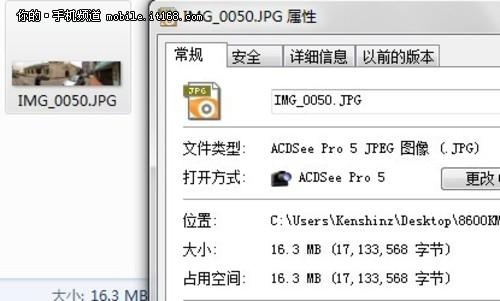 你的·手机频道 mobile.it168.com
IMG_0050.JPG 属性
常规 安全 详细信息 以前的版本
JPG
IMG_0050.JPG
IMG_0050.JPG
文件类型: ACDSee Pro 5 JPEG 图像 (.JPG)
打开方式: ACDSee Pro 5 更改
位置: C:\Users\Kenshinz\Desktop\8600KM
大小: 16.3 MB (17,133,568 字节)
占用空间: 16.3 MB (17,133,568 字节)
大小: 16.3 MB